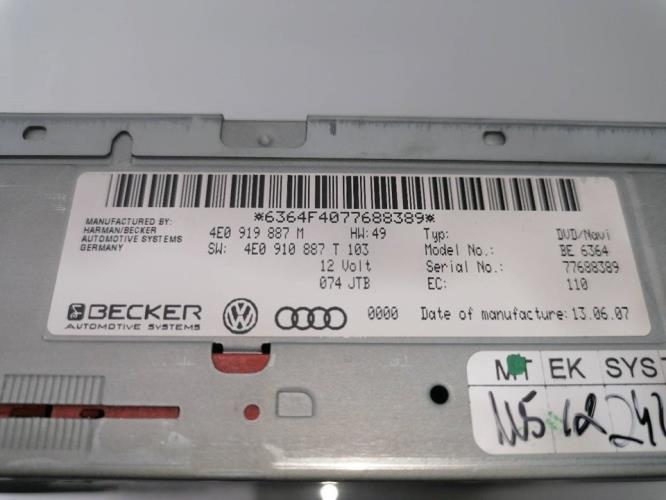 *6364F4077688389*
MANUFACTURED BY:
HARMAN/BECKER
AUTOMOTIVE SYSTEMS
GERMANY
4E0 919 887 M HW:49
SW: 4E0 910 887 T 103
12 Volt
074 JTB
Typ: DVD/Navi
Model No.: BE 6364
Serial No.: 77688389
EC: 110
BECKER
AUTOMOTIVE SYSTEMS
0000 Date of manufacture: 13.06.07
MT EK SYST